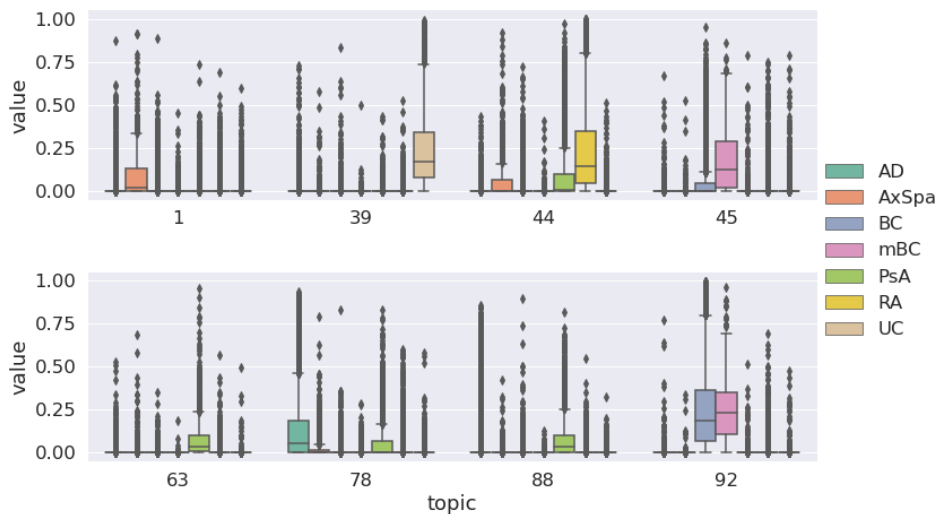 1.00
0.75
0.50
0.25
0.00
value
1 39 44 45
1.00
0.75
0.50
0.25
0.00
value
63 78 88 92
topic
AD
AxSpa
BC
mBC
PsA
RA
UC